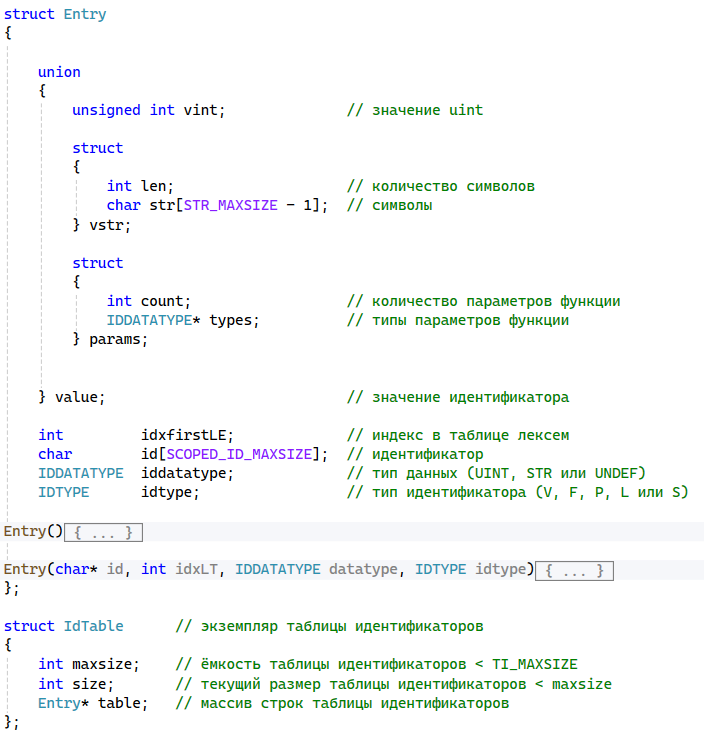 struct Entry
{
union
{
unsigned int vint; // значение uint
struct
{
int len; // количество символов
char str[STR_MAXSIZE - 1]; // символы
} vstr;
struct
{
int count; // количество параметров функции
IDDATATYPE* types; // типы параметров функции
} params;
} value; // значение идентификатора
int idxfirstLE; // индекс в таблице лексем
char id[SCOPED_ID_MAXSIZE]; // идентификатор
IDDATATYPE iddatatype; // тип данных (UINT, STR или UNDEF)
IDTYPE idtype; // тип идентификатора (V, F, P, L или S)
Entry() { ... }
Entry(char* id, int idxLT, IDDATATYPE datatype, IDTYPE idtype) { ... }
};
struct IdTable // экземпляр таблицы идентификаторов
{
int maxsize; // ёмкость таблицы идентификаторов < TI_MAXSIZE
int size; // текущий размер таблицы идентификаторов < maxsize
Entry* table; // массив строк таблицы идентификаторов
};